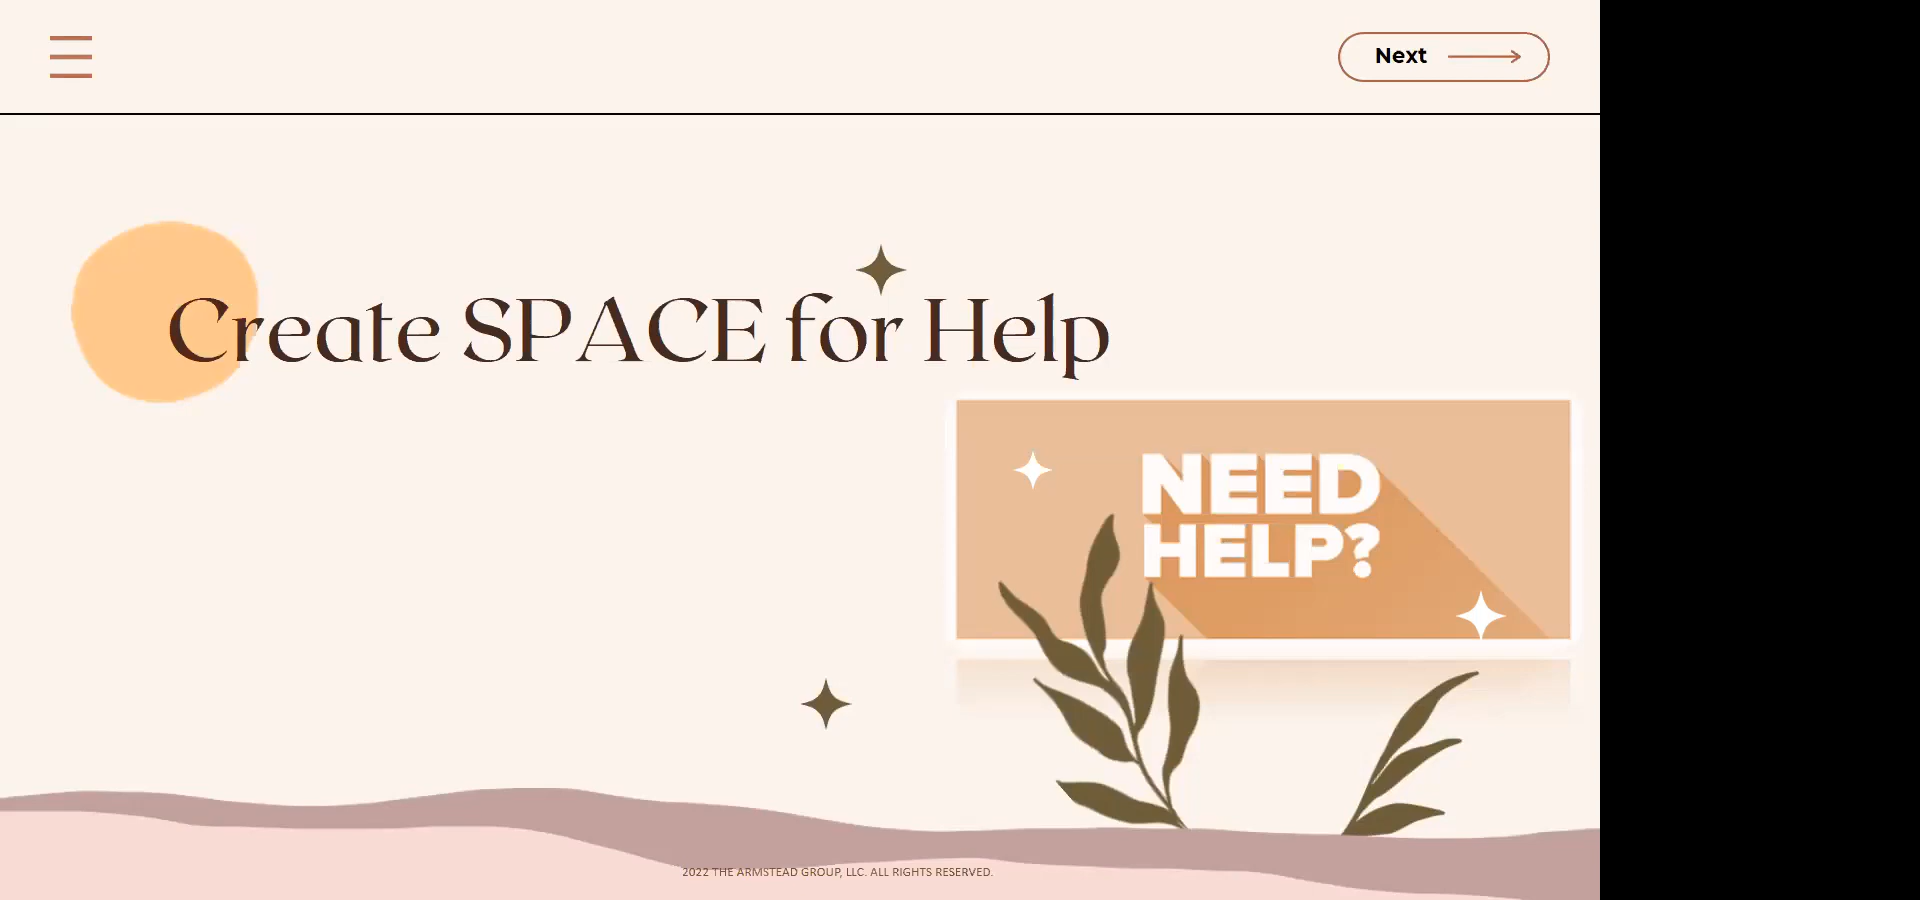 Next
Create SPACE for Help
NEED
HELP?
2022 THE ARMSTEAD GROUP, LLC. ALL RIGHTS RESERVED.